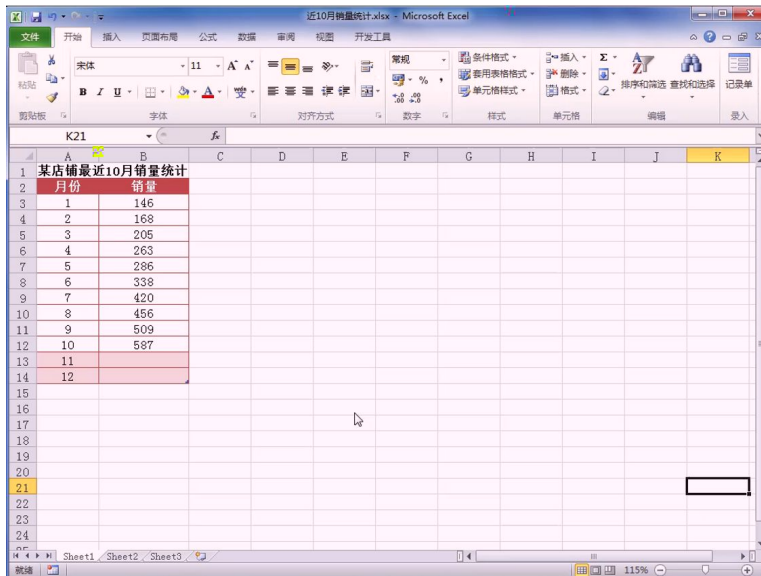 近10月销量统计.xlsx - Microsoft Excel
文件 开始 插入 页面布局 公式 数据 审阅 视图 开发工具
宋体 11 A A 常规 条件格式 插入 Σ
粘贴 B I U A 变 % , 套用表格格式 删除 排序和筛选 查找和选择 记录单
.00 .00 单元格样式 格式
剪贴板 字体 对齐方式 数字 样式 单元格 编辑 录入
K21 fx
A B C D E F G H I J K
1 某店铺最近10月销量统计
2 月份 销量
3 1 146
4 2 168
5 3 205
6 4 263
7 5 286
8 6 338
9 7 420
10 8 456
11 9 509
12 10 587
13 11
14 12
15
16
17
18
19
20
21
22
23
24
25
Sheet1 Sheet2 Sheet3
就绪 115%